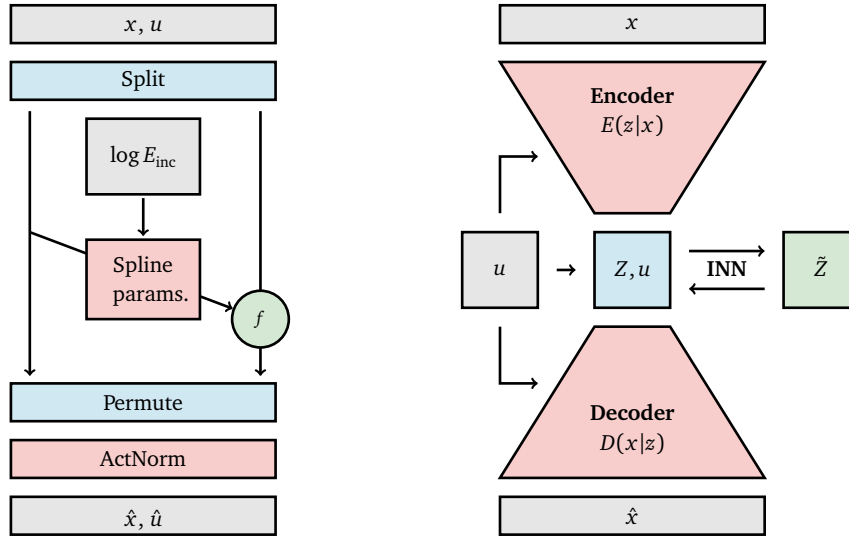 x, u
Split
log E_inc
Spline
params.
f
Permute
ActNorm
x̂, û
x
Encoder
E(z|x)
u
Z, u
INN
Z̃
Decoder
D(x|z)
x̂